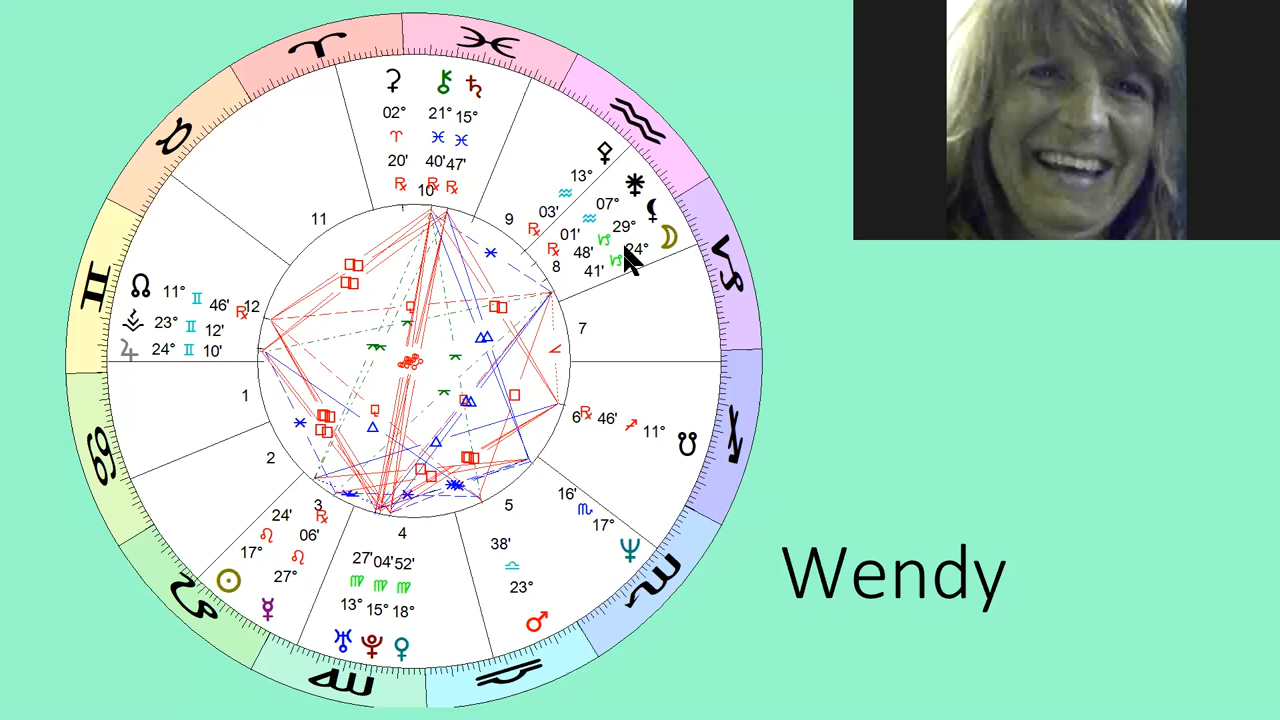 02° 21° 15°
♈ ♓ ♓
20' 40' 47'
℞ ℞ ℞
10
11
9
13° ♒ 03' ℞
07° ♒ 01' ℞
29° ♑ 48'
24° ♑ 41'
8
11° ♊ 46' ℞
12
23° ♊ 12'
24° ♊ 10'
7
1
6 ℞ 46' ♐ 11°
2
3
4
5
24' ♌ 17°
℞ 06' ♌ 27°
27' 04' 52'
♍ ♍ ♍
13° 15° 18°
38' ♎ 23°
16' ♏ 17°
Wendy